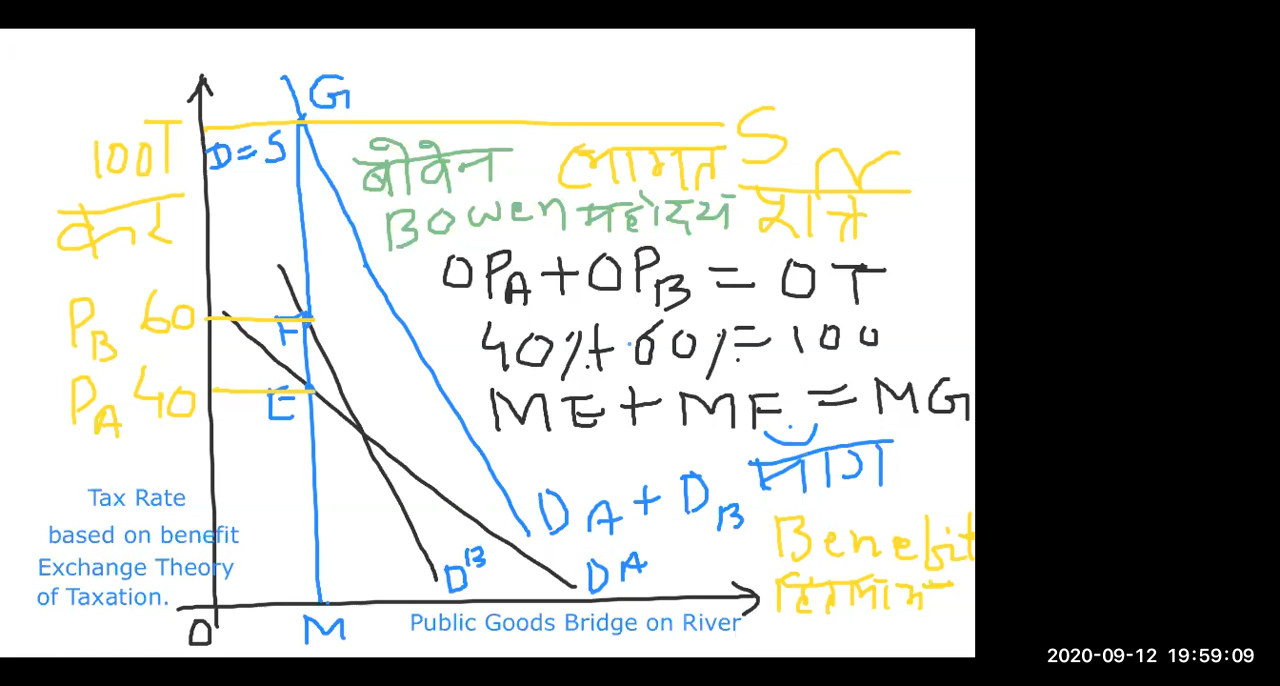 G
100T
D=S
S
बोवेन
लागत
कर
Bowen महोदय
OPA+OPB=OT
PB 60
F
40%+60%=100
PA 40
E
ME+MF=MG
मांग
DA+DB
Tax Rate
based on benefit
Exchange Theory
of Taxation.
DB
DA
Benefit
O
M
Public Goods Bridge on River
2020-09-12 19:59:09